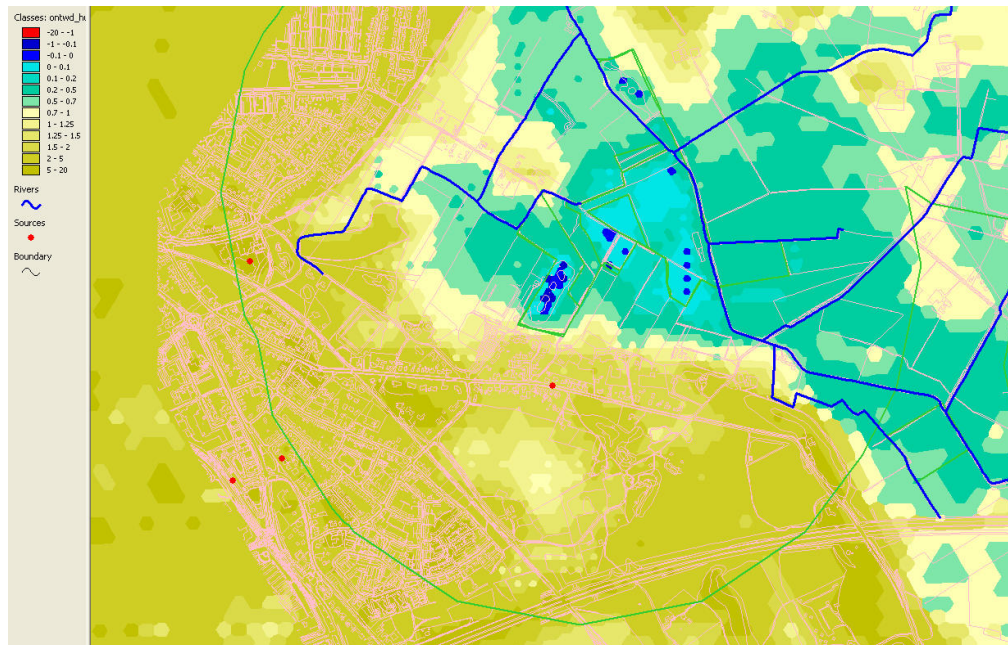 Classes: ontwd_hu
-20 - -1
-1 - -0.1
-0.1 - 0
0 - 0.1
0.1 - 0.2
0.2 - 0.5
0.5 - 0.7
0.7 - 1
1 - 1.25
1.25 - 1.5
1.5 - 2
2 - 5
5 - 20
Rivers
Sources
Boundary